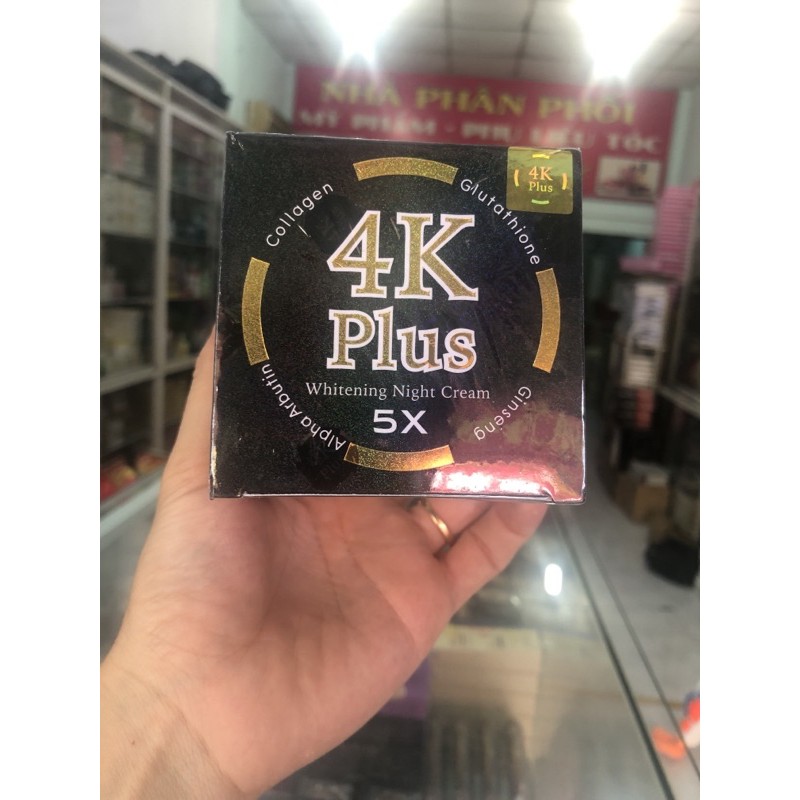 NHÀ PHÂN PHỐI
MỸ PHẨM - PHỤ LIỆU TÓC
4K
Plus
Collagen
Glutathione
4K
Plus
Whitening Night Cream
5X
Alpha Arbutin
Ginseng